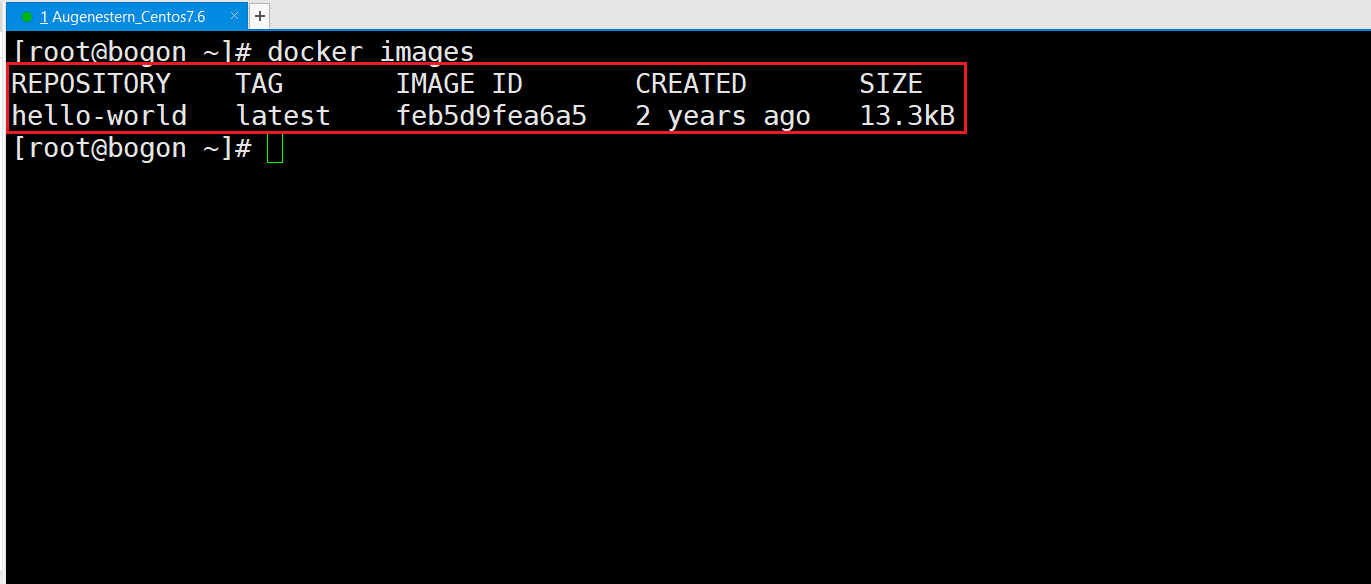 1 Augenestern_Centos7.6 × +
[root@bogon ~]# docker images
REPOSITORY    TAG       IMAGE ID       CREATED       SIZE
hello-world   latest    feb5d9fea6a5   2 years ago   13.3kB
[root@bogon ~]#